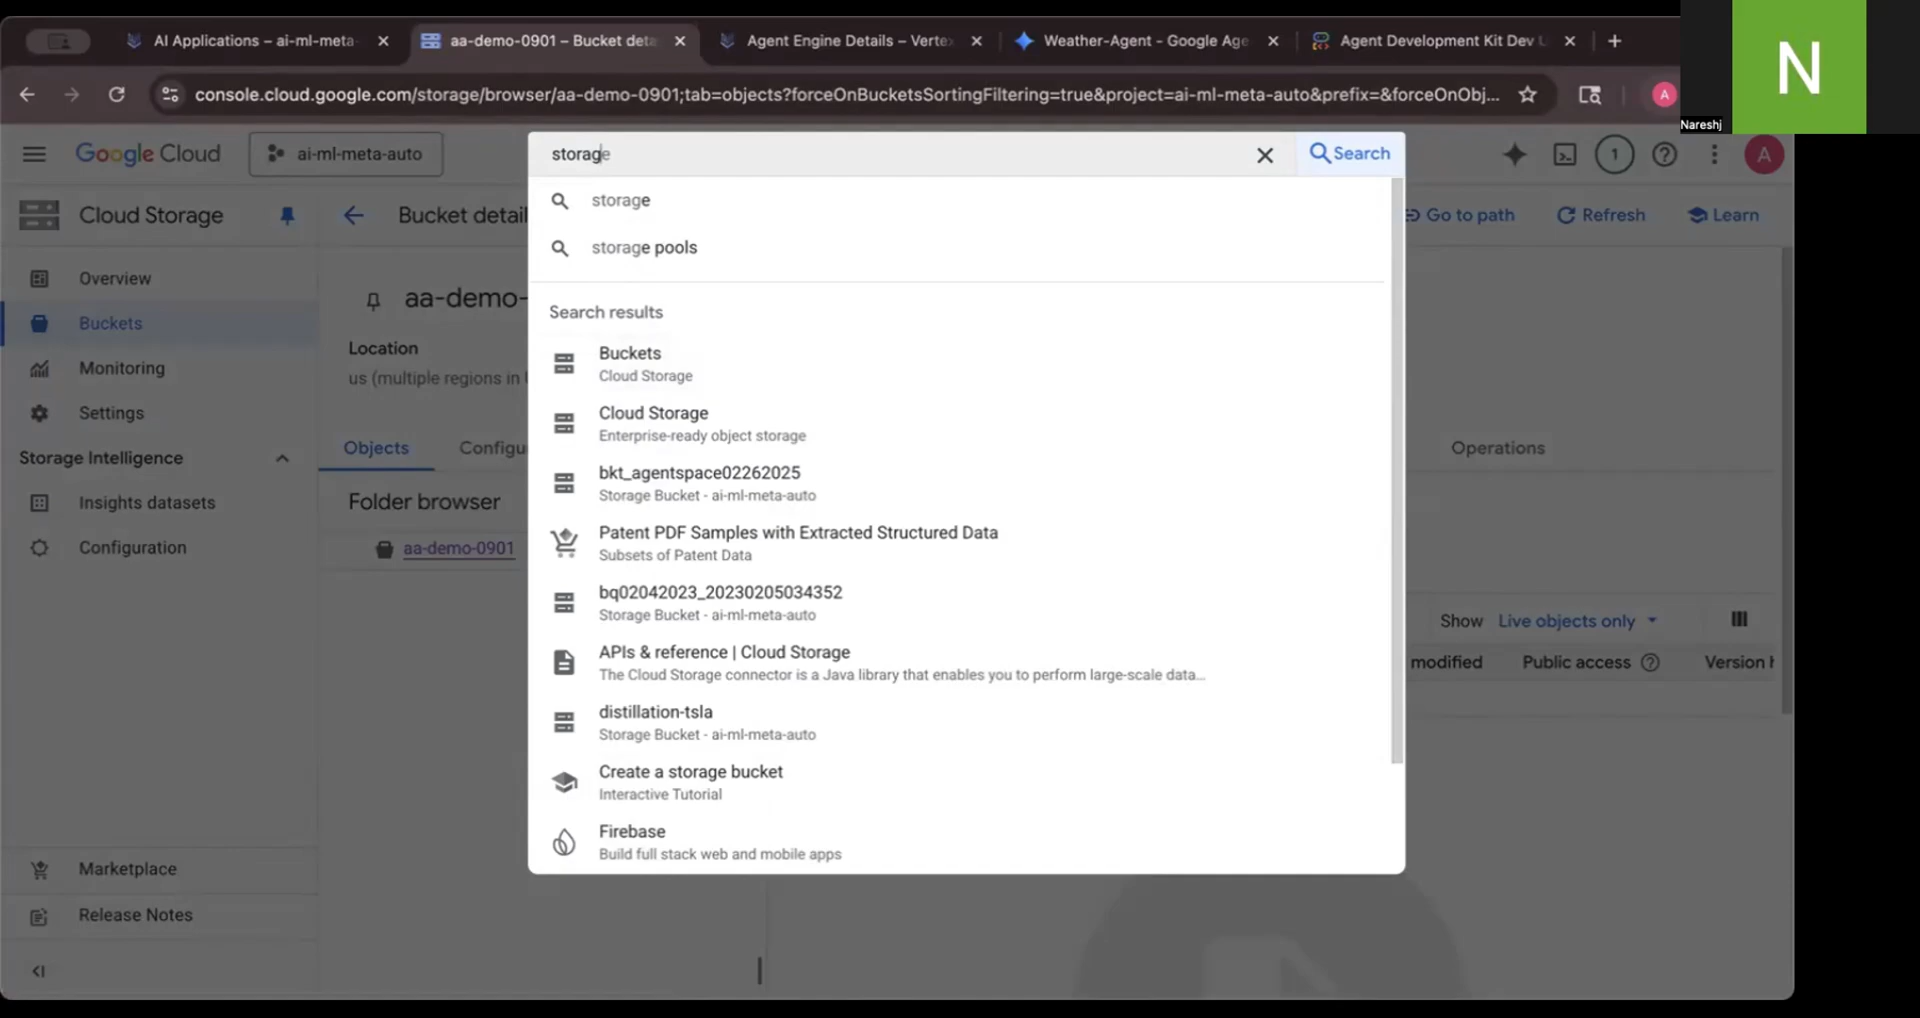 AI Applications – ai-ml-meta-
aa-demo-0901 – Bucket deta
Agent Engine Details – Verte
Weather-Agent - Google Age
Agent Development Kit Dev U
N
console.cloud.google.com/storage/browser/aa-demo-0901;tab=objects?forceOnBucketsSortingFiltering=true&project=ai-ml-meta-auto&prefix=&forceOnObj...
A
Nareshj
Google Cloud
ai-ml-meta-auto
storage
Search
1
A
Cloud Storage
Bucket detail
Go to path
Refresh
Learn
storage
storage pools
Overview
Buckets
Monitoring
Settings
Storage Intelligence
Insights datasets
Configuration
Marketplace
Release Notes
aa-demo-
Location
us (multiple regions in
Objects
Configu
Operations
Folder browser
aa-demo-0901
Search results
Buckets
Cloud Storage
Cloud Storage
Enterprise-ready object storage
bkt_agentspace02262025
Storage Bucket - ai-ml-meta-auto
Patent PDF Samples with Extracted Structured Data
Subsets of Patent Data
bq02042023_20230205034352
Storage Bucket - ai-ml-meta-auto
APIs & reference | Cloud Storage
The Cloud Storage connector is a Java library that enables you to perform large-scale data...
distillation-tsla
Storage Bucket - ai-ml-meta-auto
Create a storage bucket
Interactive Tutorial
Firebase
Build full stack web and mobile apps
Show Live objects only
modified
Public access
Version h